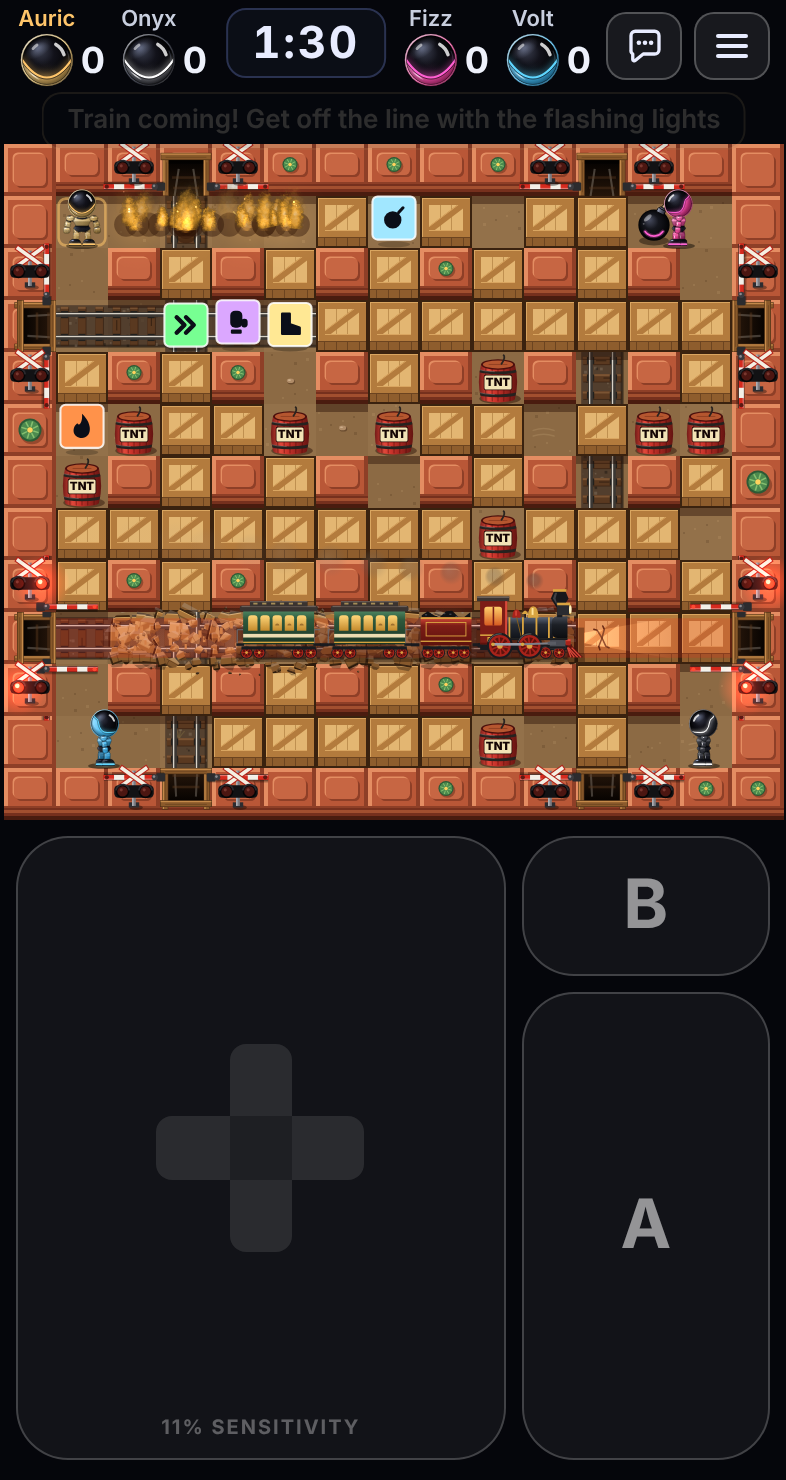 Auric Onyx Fizz Volt
0 0 1:30 0 0
Train coming! Get off the line with the flashing lights
TNT
TNT TNT TNT TNT TNT
TNT
TNT
TNT
B
A
11% SENSITIVITY